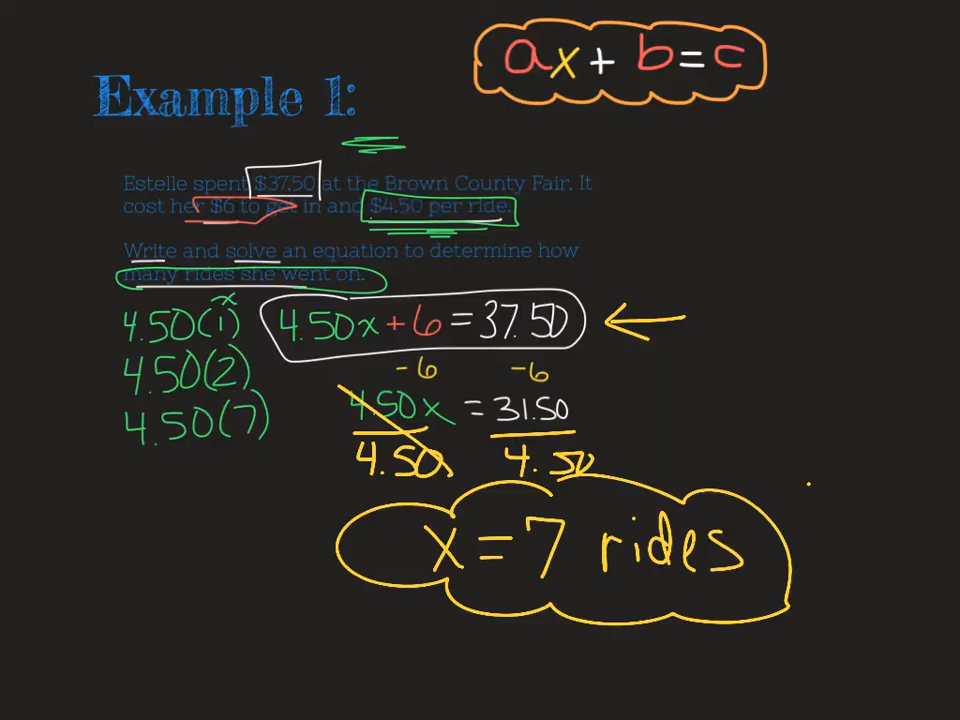 ax + b = c
Example 1:
Estelle spent $37.50 at the Brown County Fair. It
cost her $6 to get in and $4.50 per ride.
Write and solve an equation to determine how
many rides she went on.
x
4.50(1)
4.50x + 6 = 37.50
-6 -6
4.50(2)
4.50x = 31.50
4.50(7)
4.50 4.50
x = 7 rides